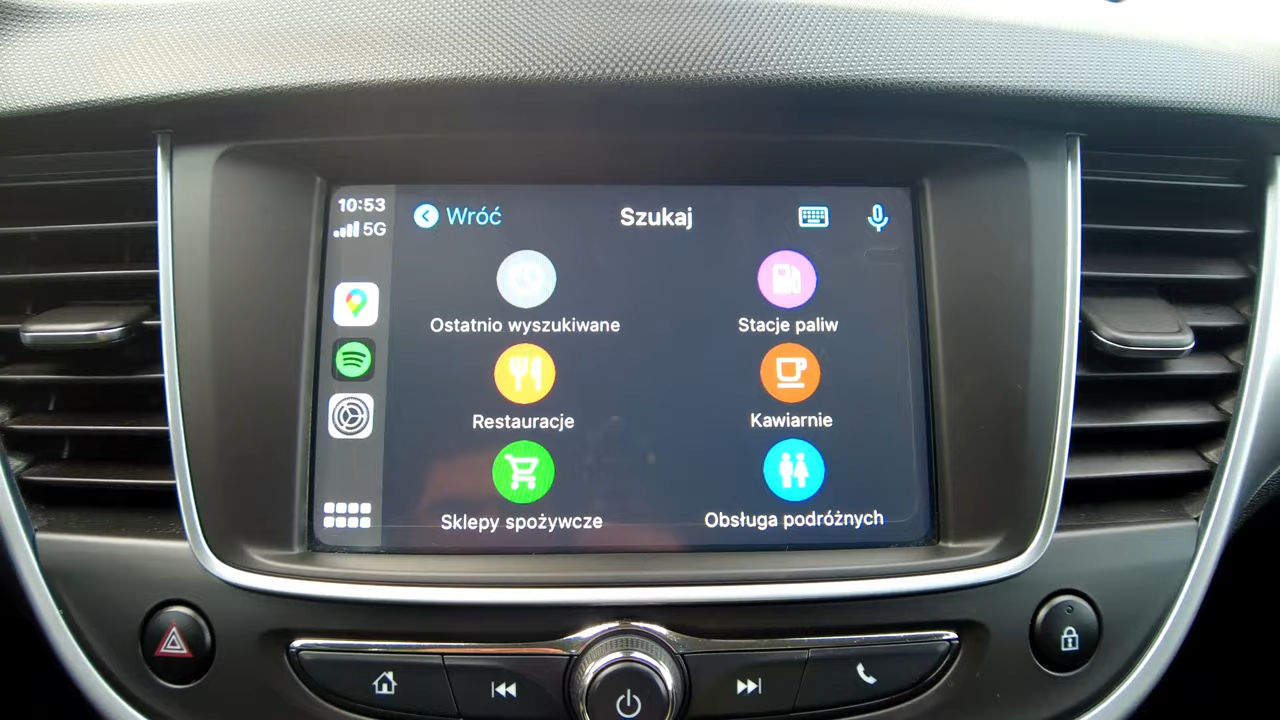 10:53
5G
Wróć
Szukaj
Ostatnio wyszukiwane
Stacje paliw
Restauracje
Kawiarnie
Sklepy spożywcze
Obsługa podróżnych